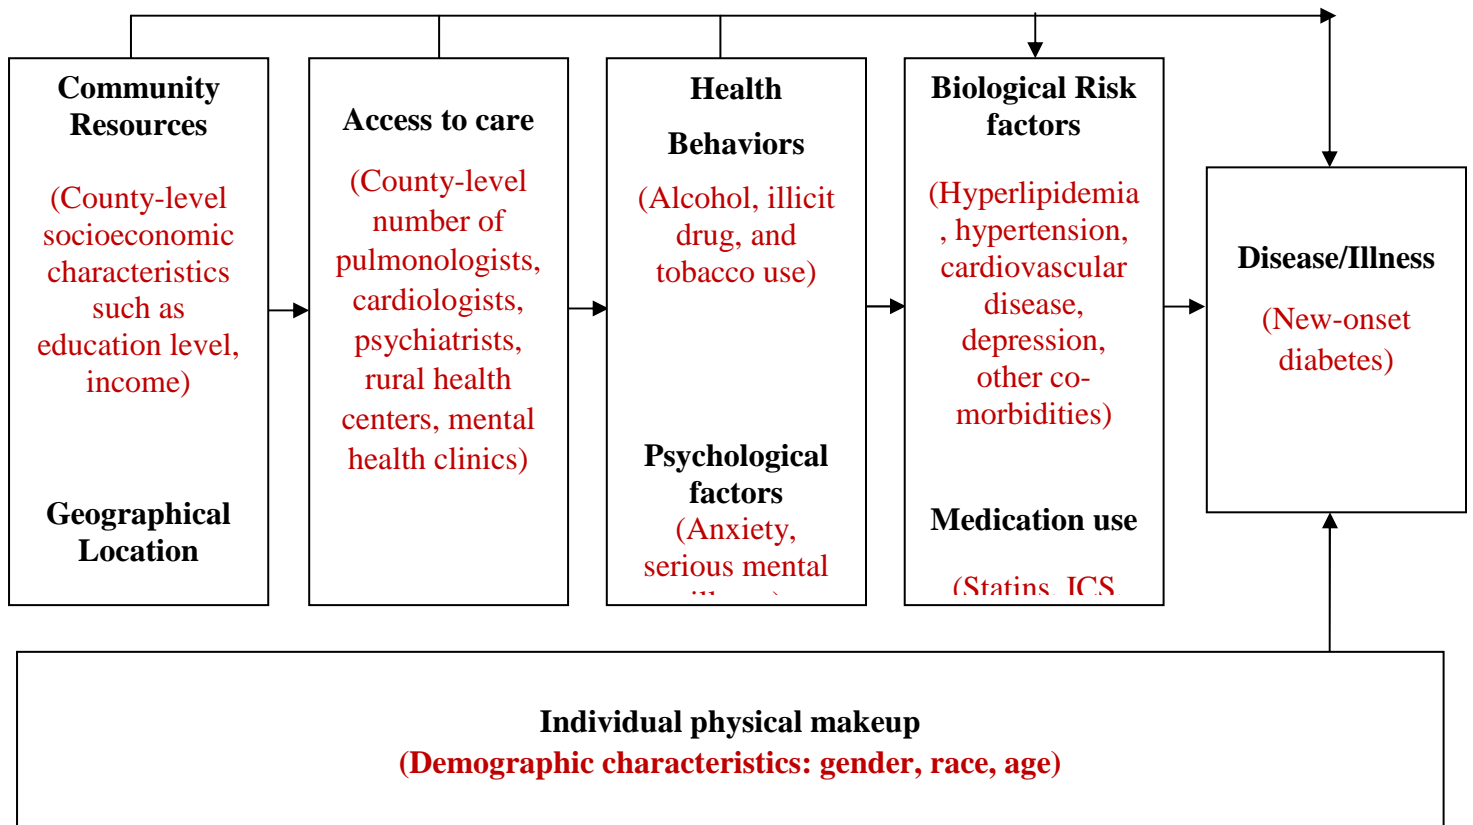 Community
Resources
(County-level
socioeconomic
characteristics
such as
education level,
income)
Geographical
Location
Access to care
(County-level
number of
pulmonologists,
cardiologists,
psychiatrists,
rural health
centers, mental
health clinics)
Health
Behaviors
(Alcohol, illicit
drug, and
tobacco use)
Psychological
factors
(Anxiety,
serious mental
Biological Risk
factors
(Hyperlipidemia
, hypertension,
cardiovascular
disease,
depression,
other co-
morbidities)
Medication use
(Statins, ICS,
Disease/Illness
(New-onset
diabetes)
Individual physical makeup
(Demographic characteristics: gender, race, age)